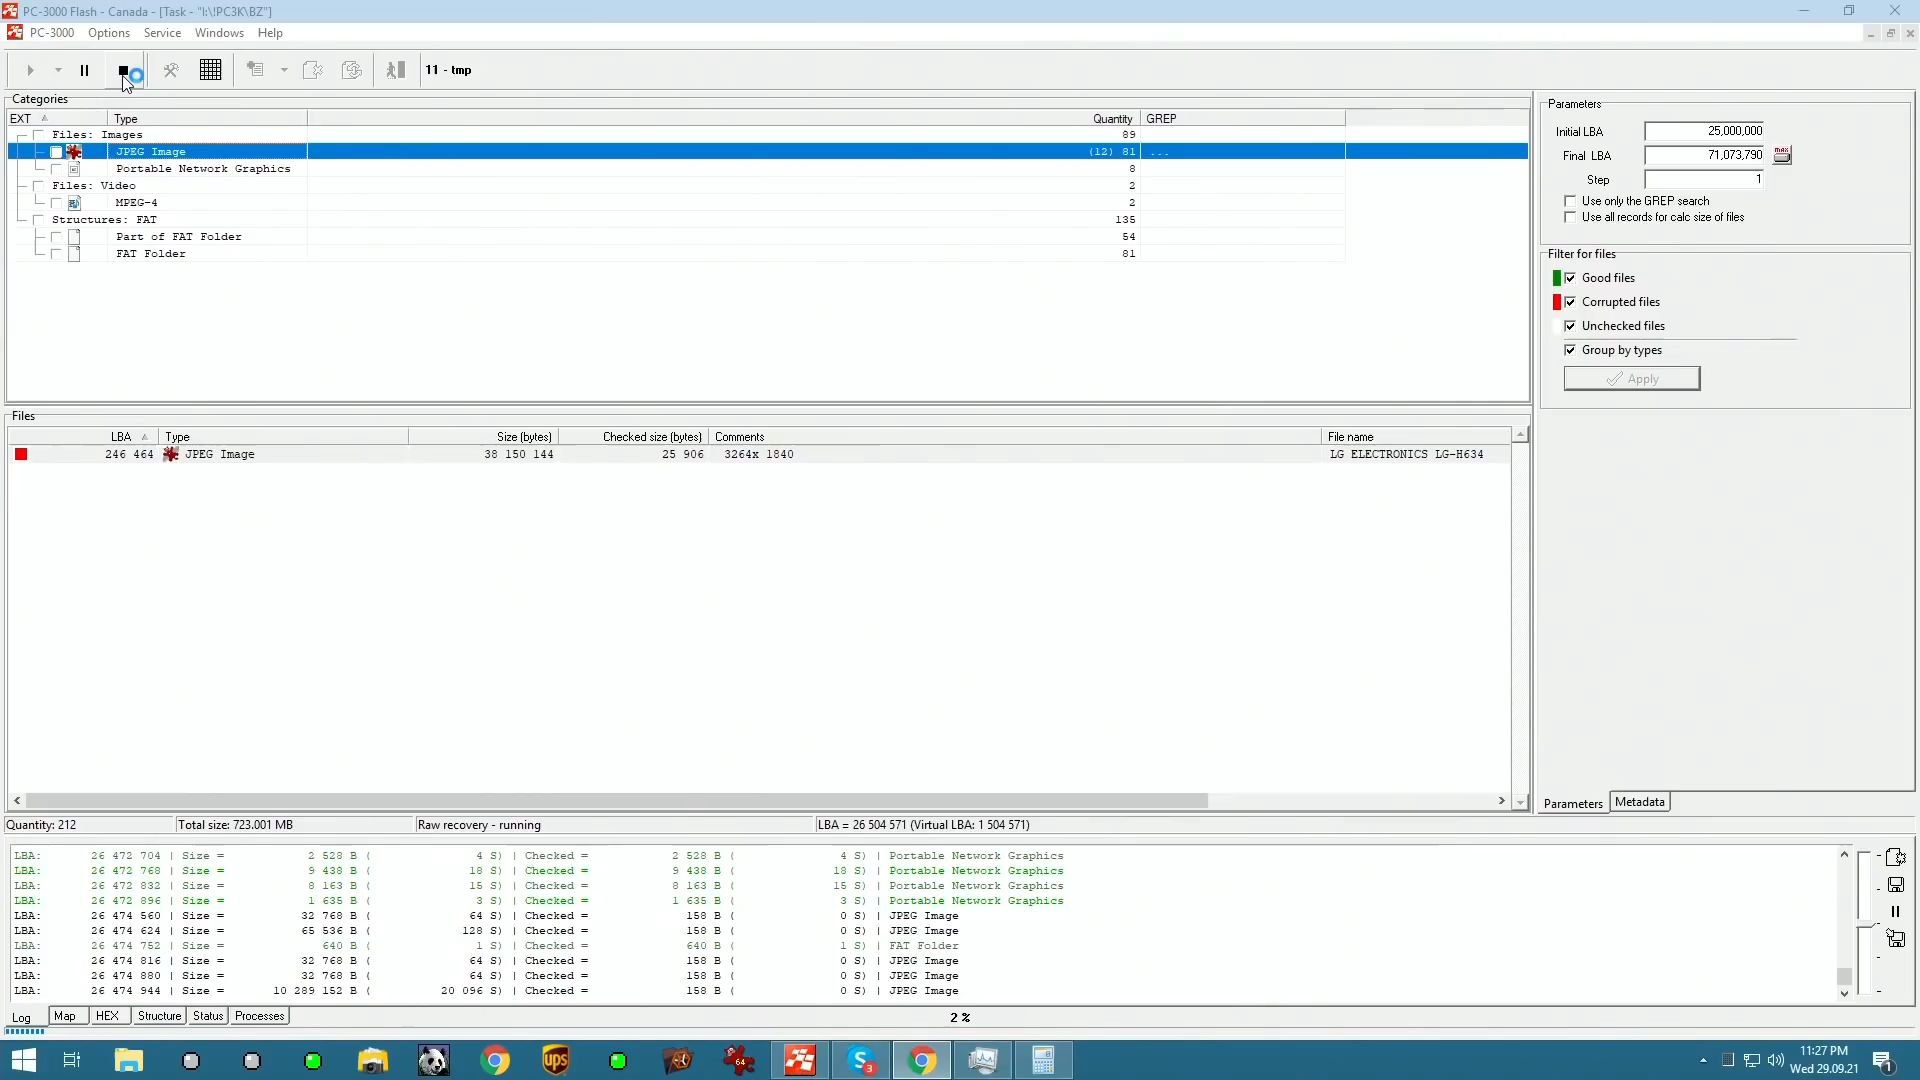 PC-3000 Flash - Canada - [Task - "I:\!PC3K\BZ"]
PC-3000 Options Service Windows Help
11 - tmp
Categories
EXT Type Quantity GREP
Files: Images 89
JPEG Image (12) 81 ...
Portable Network Graphics 8
Files: Video 2
MPEG-4 2
Structures: FAT 135
Part of FAT Folder 54
FAT Folder 81
Parameters
Initial LBA 25,000,000
Final LBA 71,073,790 max
Step 1
Use only the GREP search
Use all records for calc size of files
Filter for files
Good files
Corrupted files
Unchecked files
Group by types
Apply
Files
LBA Type Size (bytes) Checked size (bytes) Comments File name
246 464 JPEG Image 38 150 144 25 906 3264x 1840 LG ELECTRONICS LG-H634
Parameters Metadata
Quantity: 212 Total size: 723.001 MB Raw recovery - running LBA = 26 504 571 (Virtual LBA: 1 504 571)
LBA: 26 472 704 | Size = 2 528 B ( 4 S) | Checked = 2 528 B ( 4 S) | Portable Network Graphics
LBA: 26 472 768 | Size = 9 438 B ( 18 S) | Checked = 9 438 B ( 18 S) | Portable Network Graphics
LBA: 26 472 832 | Size = 8 163 B ( 15 S) | Checked = 8 163 B ( 15 S) | Portable Network Graphics
LBA: 26 472 896 | Size = 1 635 B ( 3 S) | Checked = 1 635 B ( 3 S) | Portable Network Graphics
LBA: 26 474 560 | Size = 32 768 B ( 64 S) | Checked = 158 B ( 0 S) | JPEG Image
LBA: 26 474 624 | Size = 65 536 B ( 128 S) | Checked = 158 B ( 0 S) | JPEG Image
LBA: 26 474 752 | Size = 640 B ( 1 S) | Checked = 640 B ( 1 S) | FAT Folder
LBA: 26 474 816 | Size = 32 768 B ( 64 S) | Checked = 158 B ( 0 S) | JPEG Image
LBA: 26 474 880 | Size = 32 768 B ( 64 S) | Checked = 158 B ( 0 S) | JPEG Image
LBA: 26 474 944 | Size = 10 289 152 B ( 20 096 S) | Checked = 158 B ( 0 S) | JPEG Image
Log Map HEX Structure Status Processes 2 %
ups 64 S 3 11:27 PM 1
Wed 29.09.21